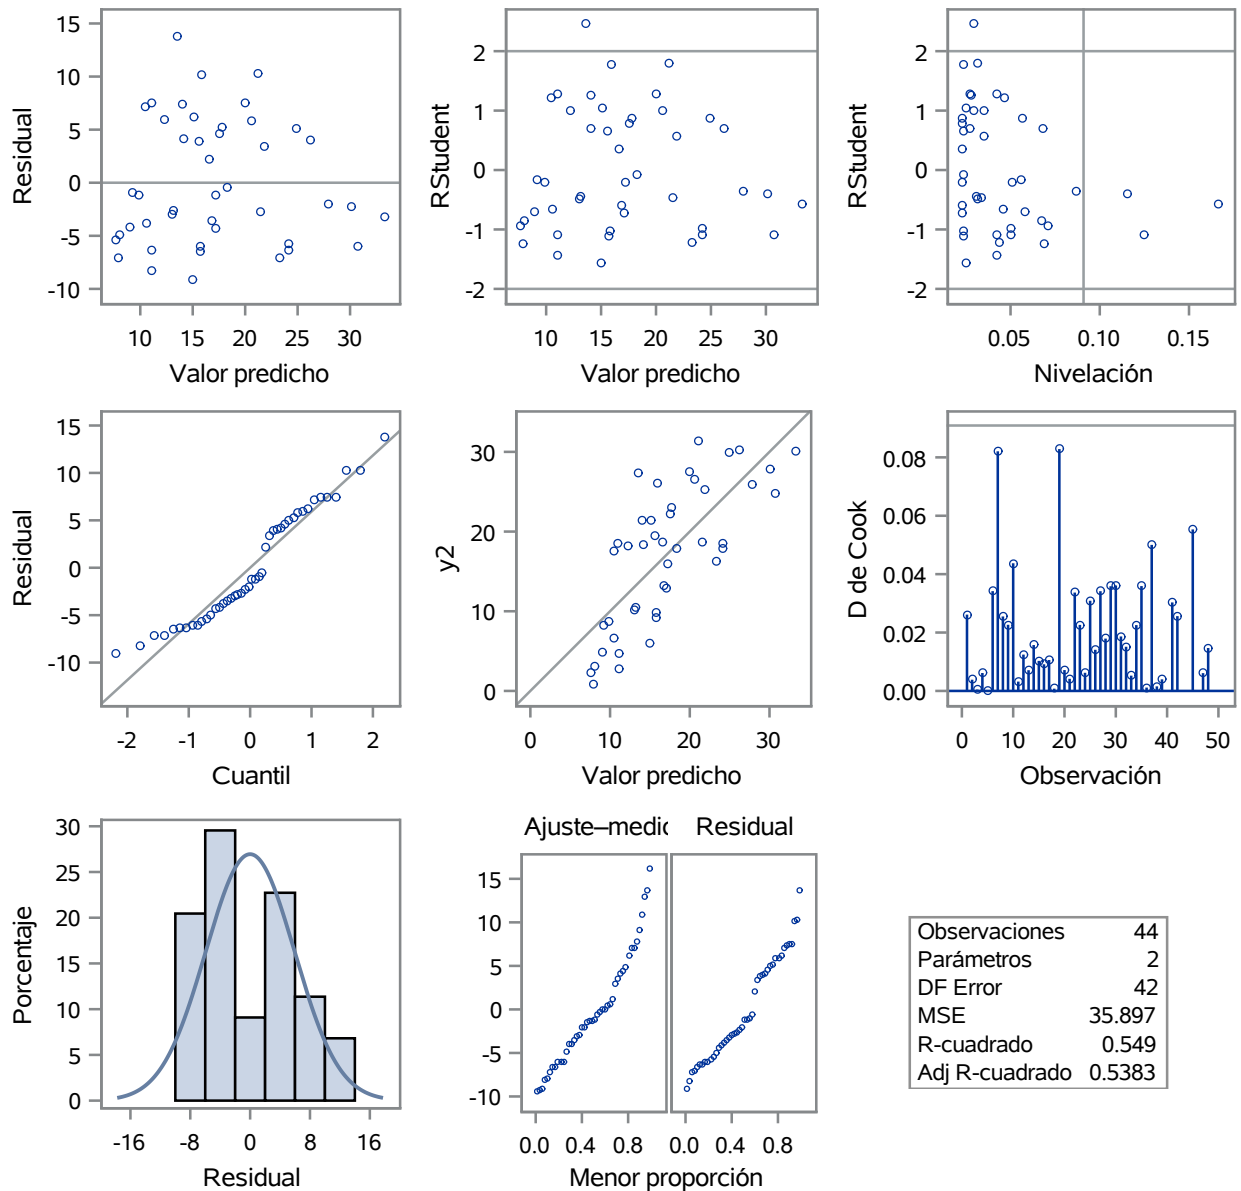 Residual
15
10
5
0
-5
-10
10 15 20 25 30
Valor predicho
RStudent
2
1
0
-1
-2
10 15 20 25 30
Valor predicho
RStudent
2
1
0
-1
-2
0.05 0.10 0.15
Nivelación
Residual
15
10
5
0
-5
-10
-2 -1 0 1 2
Cuantil
y2
30
20
10
0
0 10 20 30
Valor predicho
D de Cook
0.08
0.06
0.04
0.02
0.00
0 10 20 30 40 50
Observación
Porcentaje
30
25
20
15
10
5
0
-16 -8 0 8 16
Residual
Ajuste–medic Residual
15
10
5
0
-5
-10
0.0 0.4 0.8 0.0 0.4 0.8
Menor proporción
Observaciones 44
Parámetros 2
DF Error 42
MSE 35.897
R-cuadrado 0.549
Adj R-cuadrado 0.5383